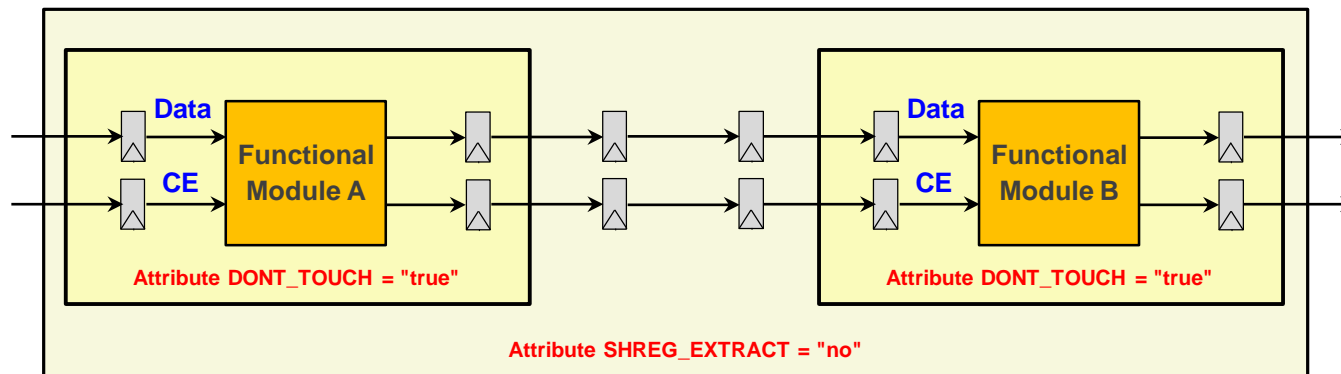 Data
Functional
Module A
CE
Attribute DONT_TOUCH = "true"
Data
Functional
Module B
CE
Attribute DONT_TOUCH = "true"
Attribute SHREG_EXTRACT = "no"